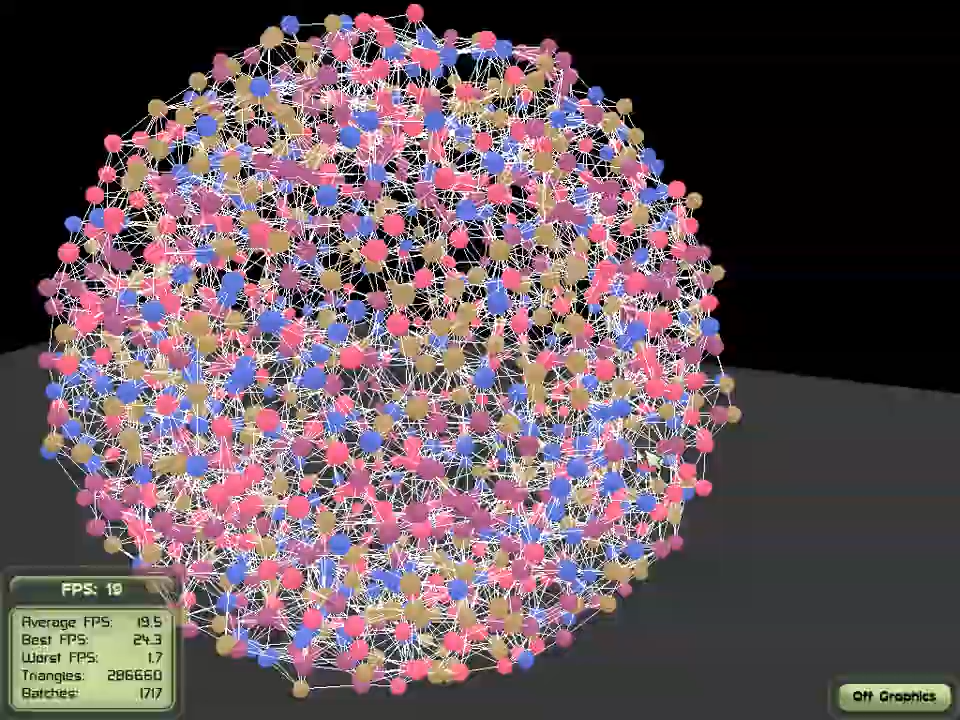 FPS: 19
Average FPS: 19.5
Best FPS: 24.3
Worst FPS: 1.7
Triangles: 286660
Batches: 1717
Off Graphics